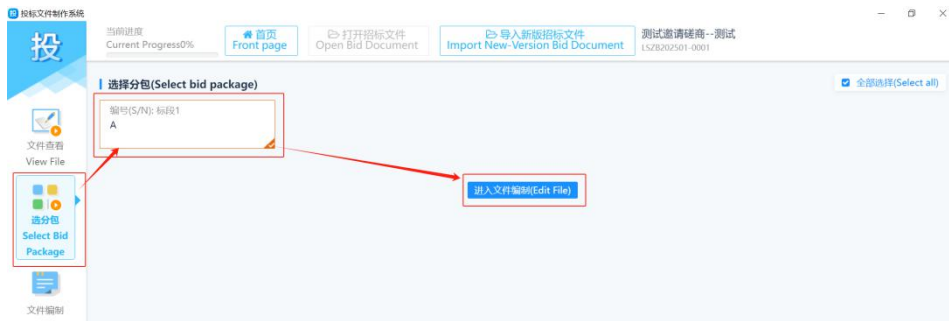 投标文件制作系统
投
当前进度
Current Progress0%
首页
Front page
打开招标文件
Open Bid Document
导入新版招标文件
Import New-Version Bid Document
测试邀请磋商--测试
LSZB202501-0001
选择分包(Select bid package)
全部选择(Select all)
编号(S/N): 标段1
A
文件查看
View File
进入文件编制(Edit File)
选分包
Select Bid
Package
文件编制